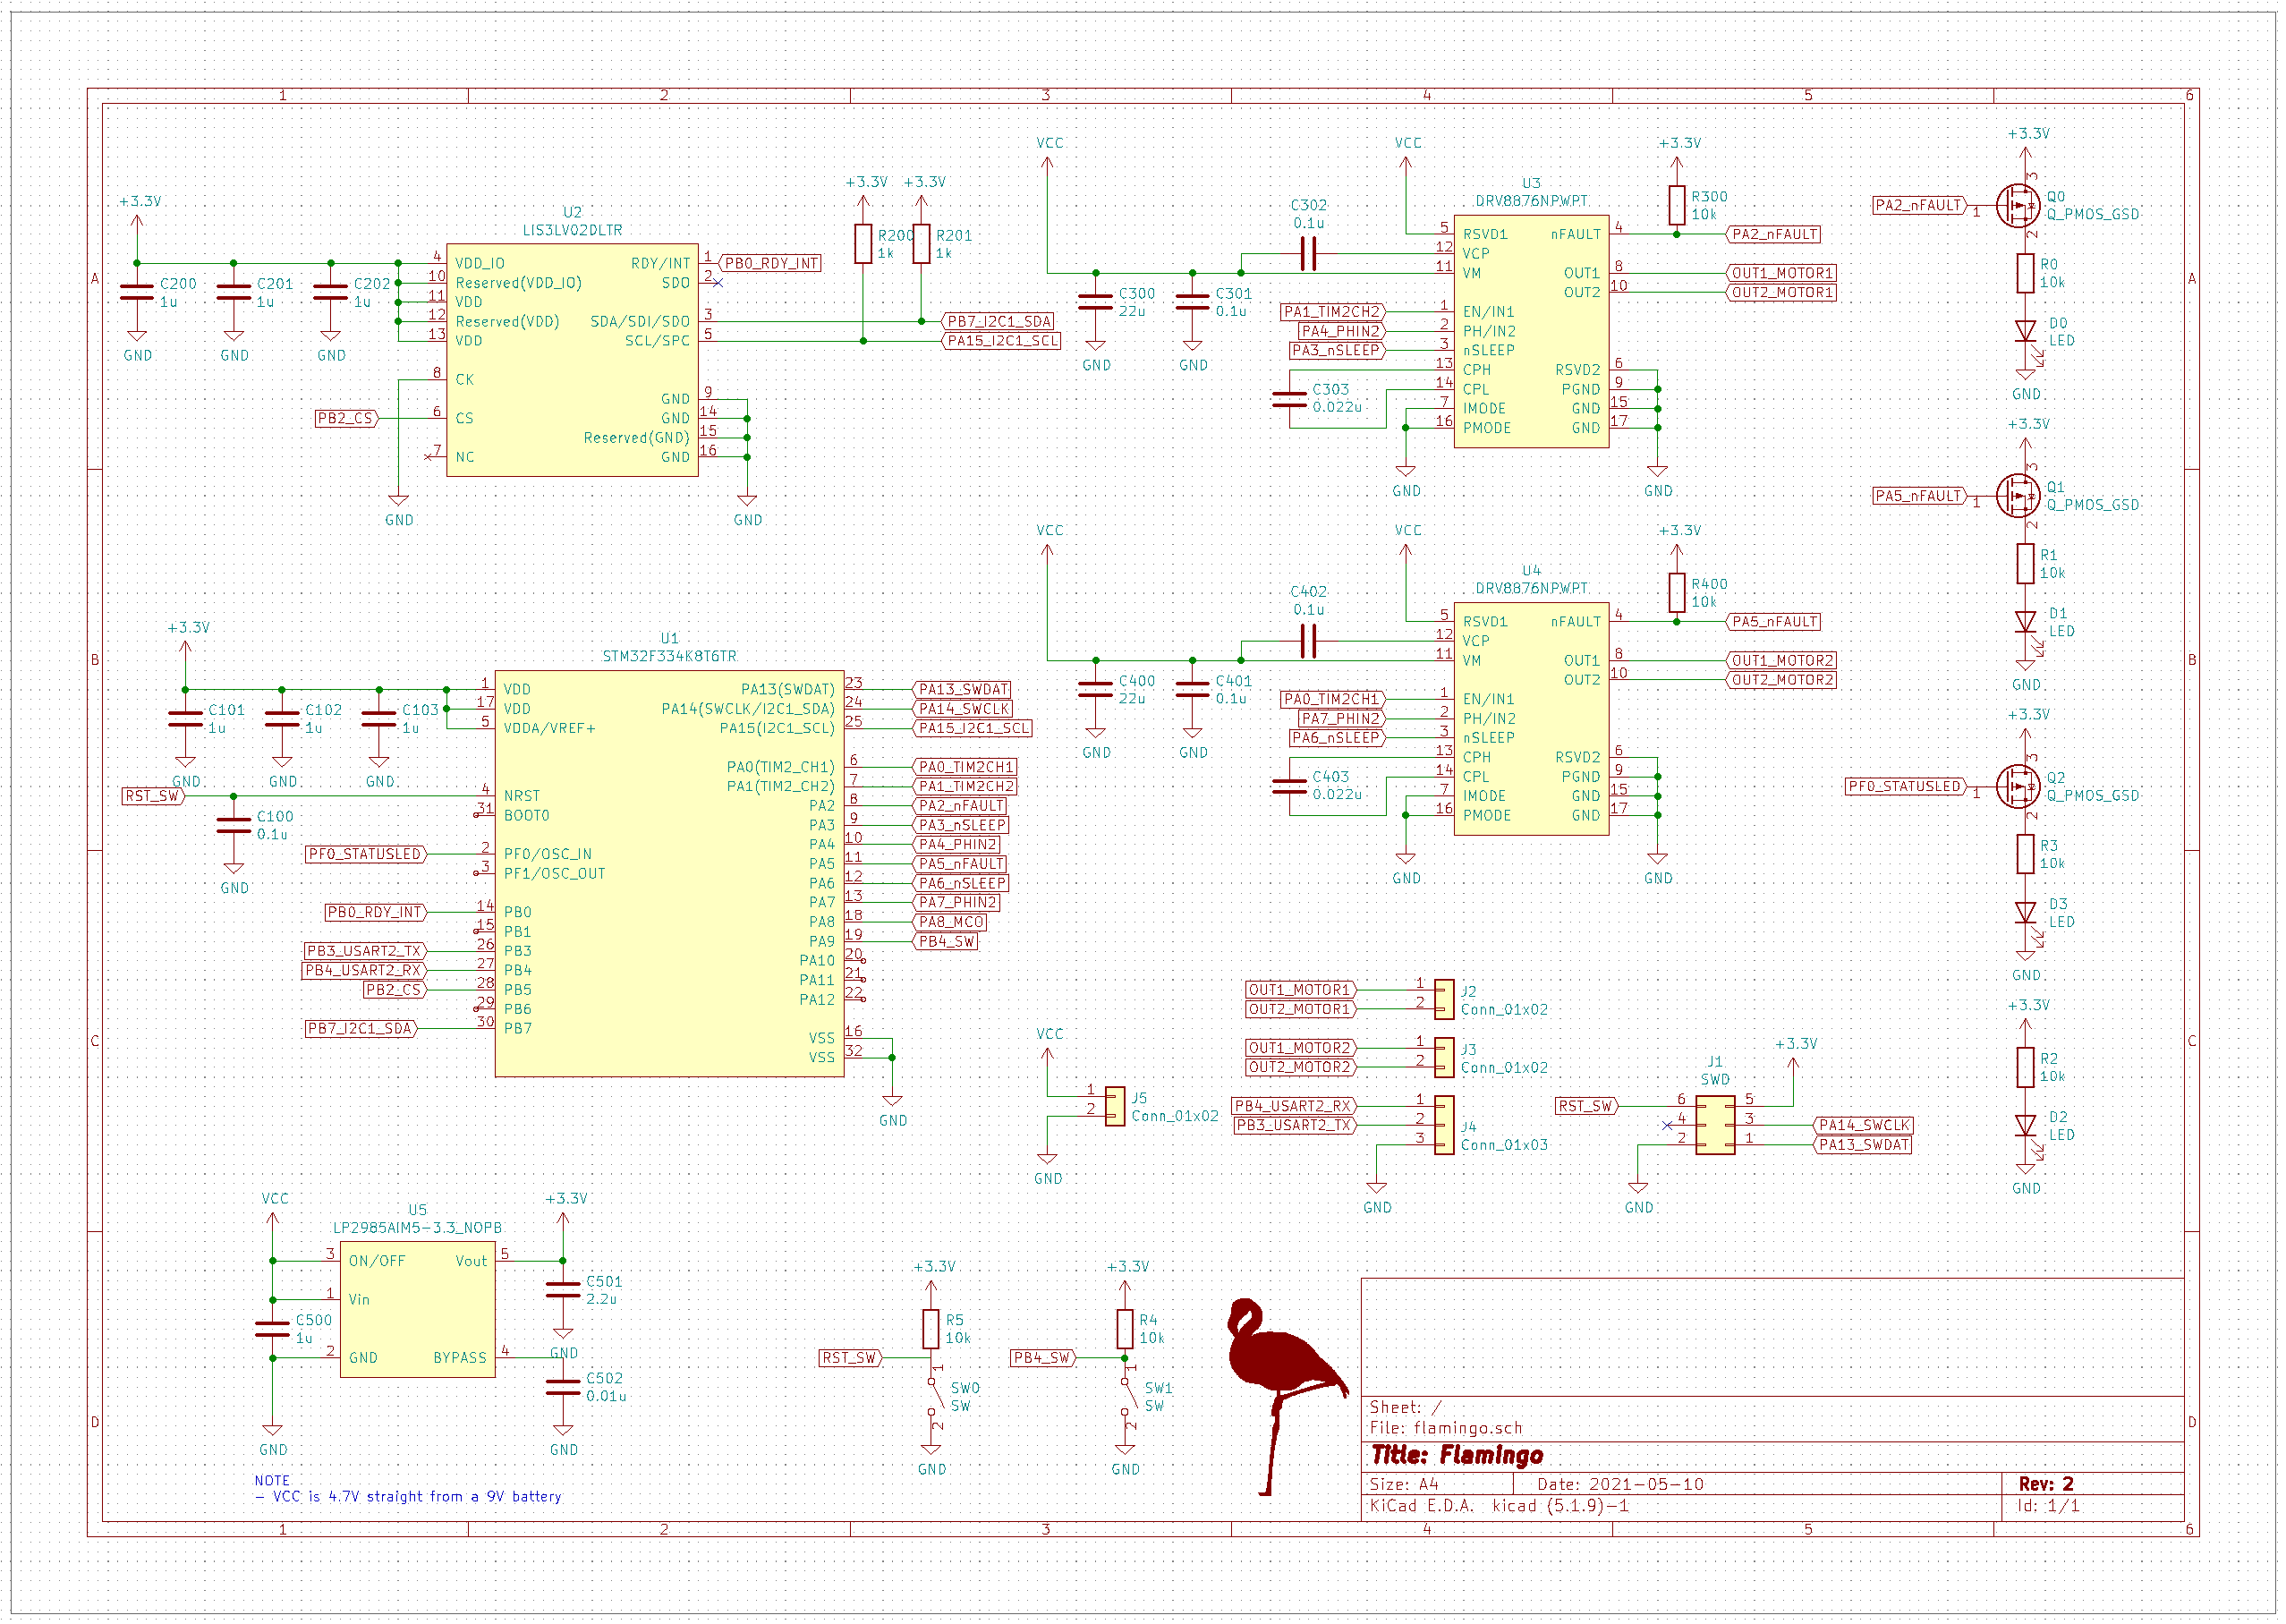 1 2 3 4 5 6
A
B
C
D
+3.3V
C200
1u
C201
1u
C202
1u
GND
GND
GND
U2
LIS3LV02DLTR
4 VDD_IO
10 Reserved(VDD_IO)
11 VDD
12 Reserved(VDD)
13 VDD
8 CK
6 CS
7 NC
RDY/INT 1
SDO 2
SDA/SDI/SDO 3
SCL/SPC 5
GND 9
GND 14
Reserved(GND) 15
GND 16
PB2_CS
GND
GND
PB0_RDY_INT
+3.3V
+3.3V
R200
1k
R201
1k
PB7_I2C1_SDA
PA15_I2C1_SCL
VCC
C300
22u
C301
0.1u
GND
GND
C302
0.1u
VCC
U3
DRV8876NPWPT
5 RSVD1
12 VCP
11 VM
1 EN/IN1
2 PH/IN2
3 nSLEEP
13 CPH
14 CPL
7 IMODE
16 PMODE
nFAULT 4
OUT1 8
OUT2 10
RSVD2 6
PGND 9
GND 15
GND 17
PA1_TIM2CH2
PA4_PHIN2
PA3_nSLEEP
C303
0.022u
GND
GND
+3.3V
R300
10k
PA2_nFAULT
OUT1_MOTOR1
OUT2_MOTOR1
+3.3V
PA2_nFAULT
1
3
2
Q0
Q_PMOS_GSD
R0
10k
D0
LED
GND
+3.3V
PA5_nFAULT
1
3
2
Q1
Q_PMOS_GSD
R1
10k
D1
LED
GND
+3.3V
PF0_STATUSLED
1
3
2
Q2
Q_PMOS_GSD
R3
10k
D3
LED
GND
+3.3V
R2
10k
D2
LED
GND
VCC
C400
22u
C401
0.1u
GND
GND
C402
0.1u
VCC
U4
DRV8876NPWPT
5 RSVD1
12 VCP
11 VM
1 EN/IN1
2 PH/IN2
3 nSLEEP
13 CPH
14 CPL
7 IMODE
16 PMODE
nFAULT 4
OUT1 8
OUT2 10
RSVD2 6
PGND 9
GND 15
GND 17
PA0_TIM2CH1
PA7_PHIN2
PA6_nSLEEP
C403
0.022u
GND
GND
+3.3V
R400
10k
PA5_nFAULT
OUT1_MOTOR2
OUT2_MOTOR2
+3.3V
C101
1u
C102
1u
C103
1u
GND
GND
GND
RST_SW
C100
0.1u
GND
U1
STM32F334K8T6TR
1 VDD
17 VDD
5 VDDA/VREF+
4 NRST
31 BOOT0
2 PF0/OSC_IN
3 PF1/OSC_OUT
14 PB0
15 PB1
26 PB3
27 PB4
28 PB5
29 PB6
30 PB7
PF0_STATUSLED
PB0_RDY_INT
PB3_USART2_TX
PB4_USART2_RX
PB2_CS
PB7_I2C1_SDA
PA13(SWDAT) 23 PA13_SWDAT
PA14(SWCLK/I2C1_SDA) 24 PA14_SWCLK
PA15(I2C1_SCL) 25 PA15_I2C1_SCL
PA0(TIM2_CH1) 6 PA0_TIM2CH1
PA1(TIM2_CH2) 7 PA1_TIM2CH2
PA2 8 PA2_nFAULT
PA3 9 PA3_nSLEEP
PA4 10 PA4_PHIN2
PA5 11 PA5_nFAULT
PA6 12 PA6_nSLEEP
PA7 13 PA7_PHIN2
PA8 18 PA8_MCO
PA9 19 PB4_SW
PA10 20
PA11 21
PA12 22
VSS 16
VSS 32
GND
VCC
1
2
J5
Conn_01x02
GND
OUT1_MOTOR1 1
OUT2_MOTOR1 2
J2
Conn_01x02
OUT1_MOTOR2 1
OUT2_MOTOR2 2
J3
Conn_01x02
PB4_USART2_RX 1
PB3_USART2_TX 2
3
J4
Conn_01x03
GND
J1
SWD
+3.3V
RST_SW 6 5
4 3 PA14_SWCLK
2 1 PA13_SWDAT
GND
VCC
U5
LP2985AIM5-3.3_NOPB
3 ON/OFF
1 Vin
2 GND
Vout 5
BYPASS 4
C500
1u
GND
+3.3V
C501
2.2u
GND
C502
0.01u
GND
NOTE
- VCC is 4.7V straight from a 9V battery
+3.3V
R5
10k
RST_SW
1
SW0
SW
2
GND
+3.3V
R4
10k
PB4_SW
1
SW1
SW
2
GND
Sheet: /
File: flamingo.sch
Title: Flamingo
Size: A4 Date: 2021-05-10 Rev: 2
KiCad E.D.A. kicad (5.1.9)-1 Id: 1/1
A
B
C
D
1 2 3 4 5 6